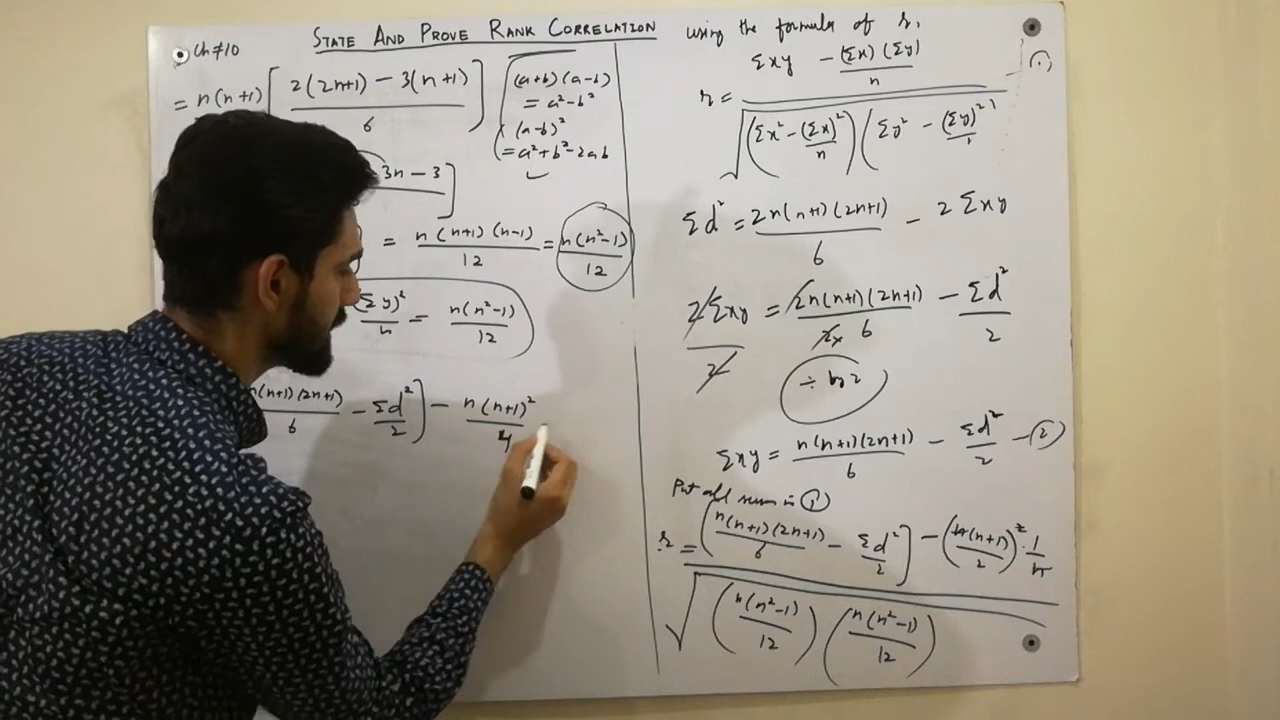 Ch # 10
STATE AND PROVE RANK CORRELATION
= n(n+1) [ 2(2n+1) - 3(n+1) / 6 ]
(a+b)(a-b)
= a² - b²
(a-b)²
= a² + b² - 2ab
3n - 3 ]
= n(n+1)(n-1) / 12 = n(n²-1) / 12
(Σy)² / n = n(n²-1) / 12
n(n+1)(2n+1) / 6 - Σd² / 2 ] - n(n+1)² / 4
using the formula of r,
r = Σxy - (Σx)(Σy) / n / √ (Σx² - (Σx)² / n) (Σy² - (Σy)² / n) - (1)
Σd² = 2n(n+1)(2n+1) / 6 - 2Σxy
2Σxy / 2 = 2n(n+1)(2n+1) / 2x6 - Σd² / 2
÷ by 2
Σxy = n(n+1)(2n+1) / 6 - Σd² / 2 - (2)
Put all in (1)
r = ( n(n+1)(2n+1) / 6 - Σd² / 2 ] - (n(n+1) / 2)² . 1 / n / √ (n(n²-1) / 12) (n(n²-1) / 12)